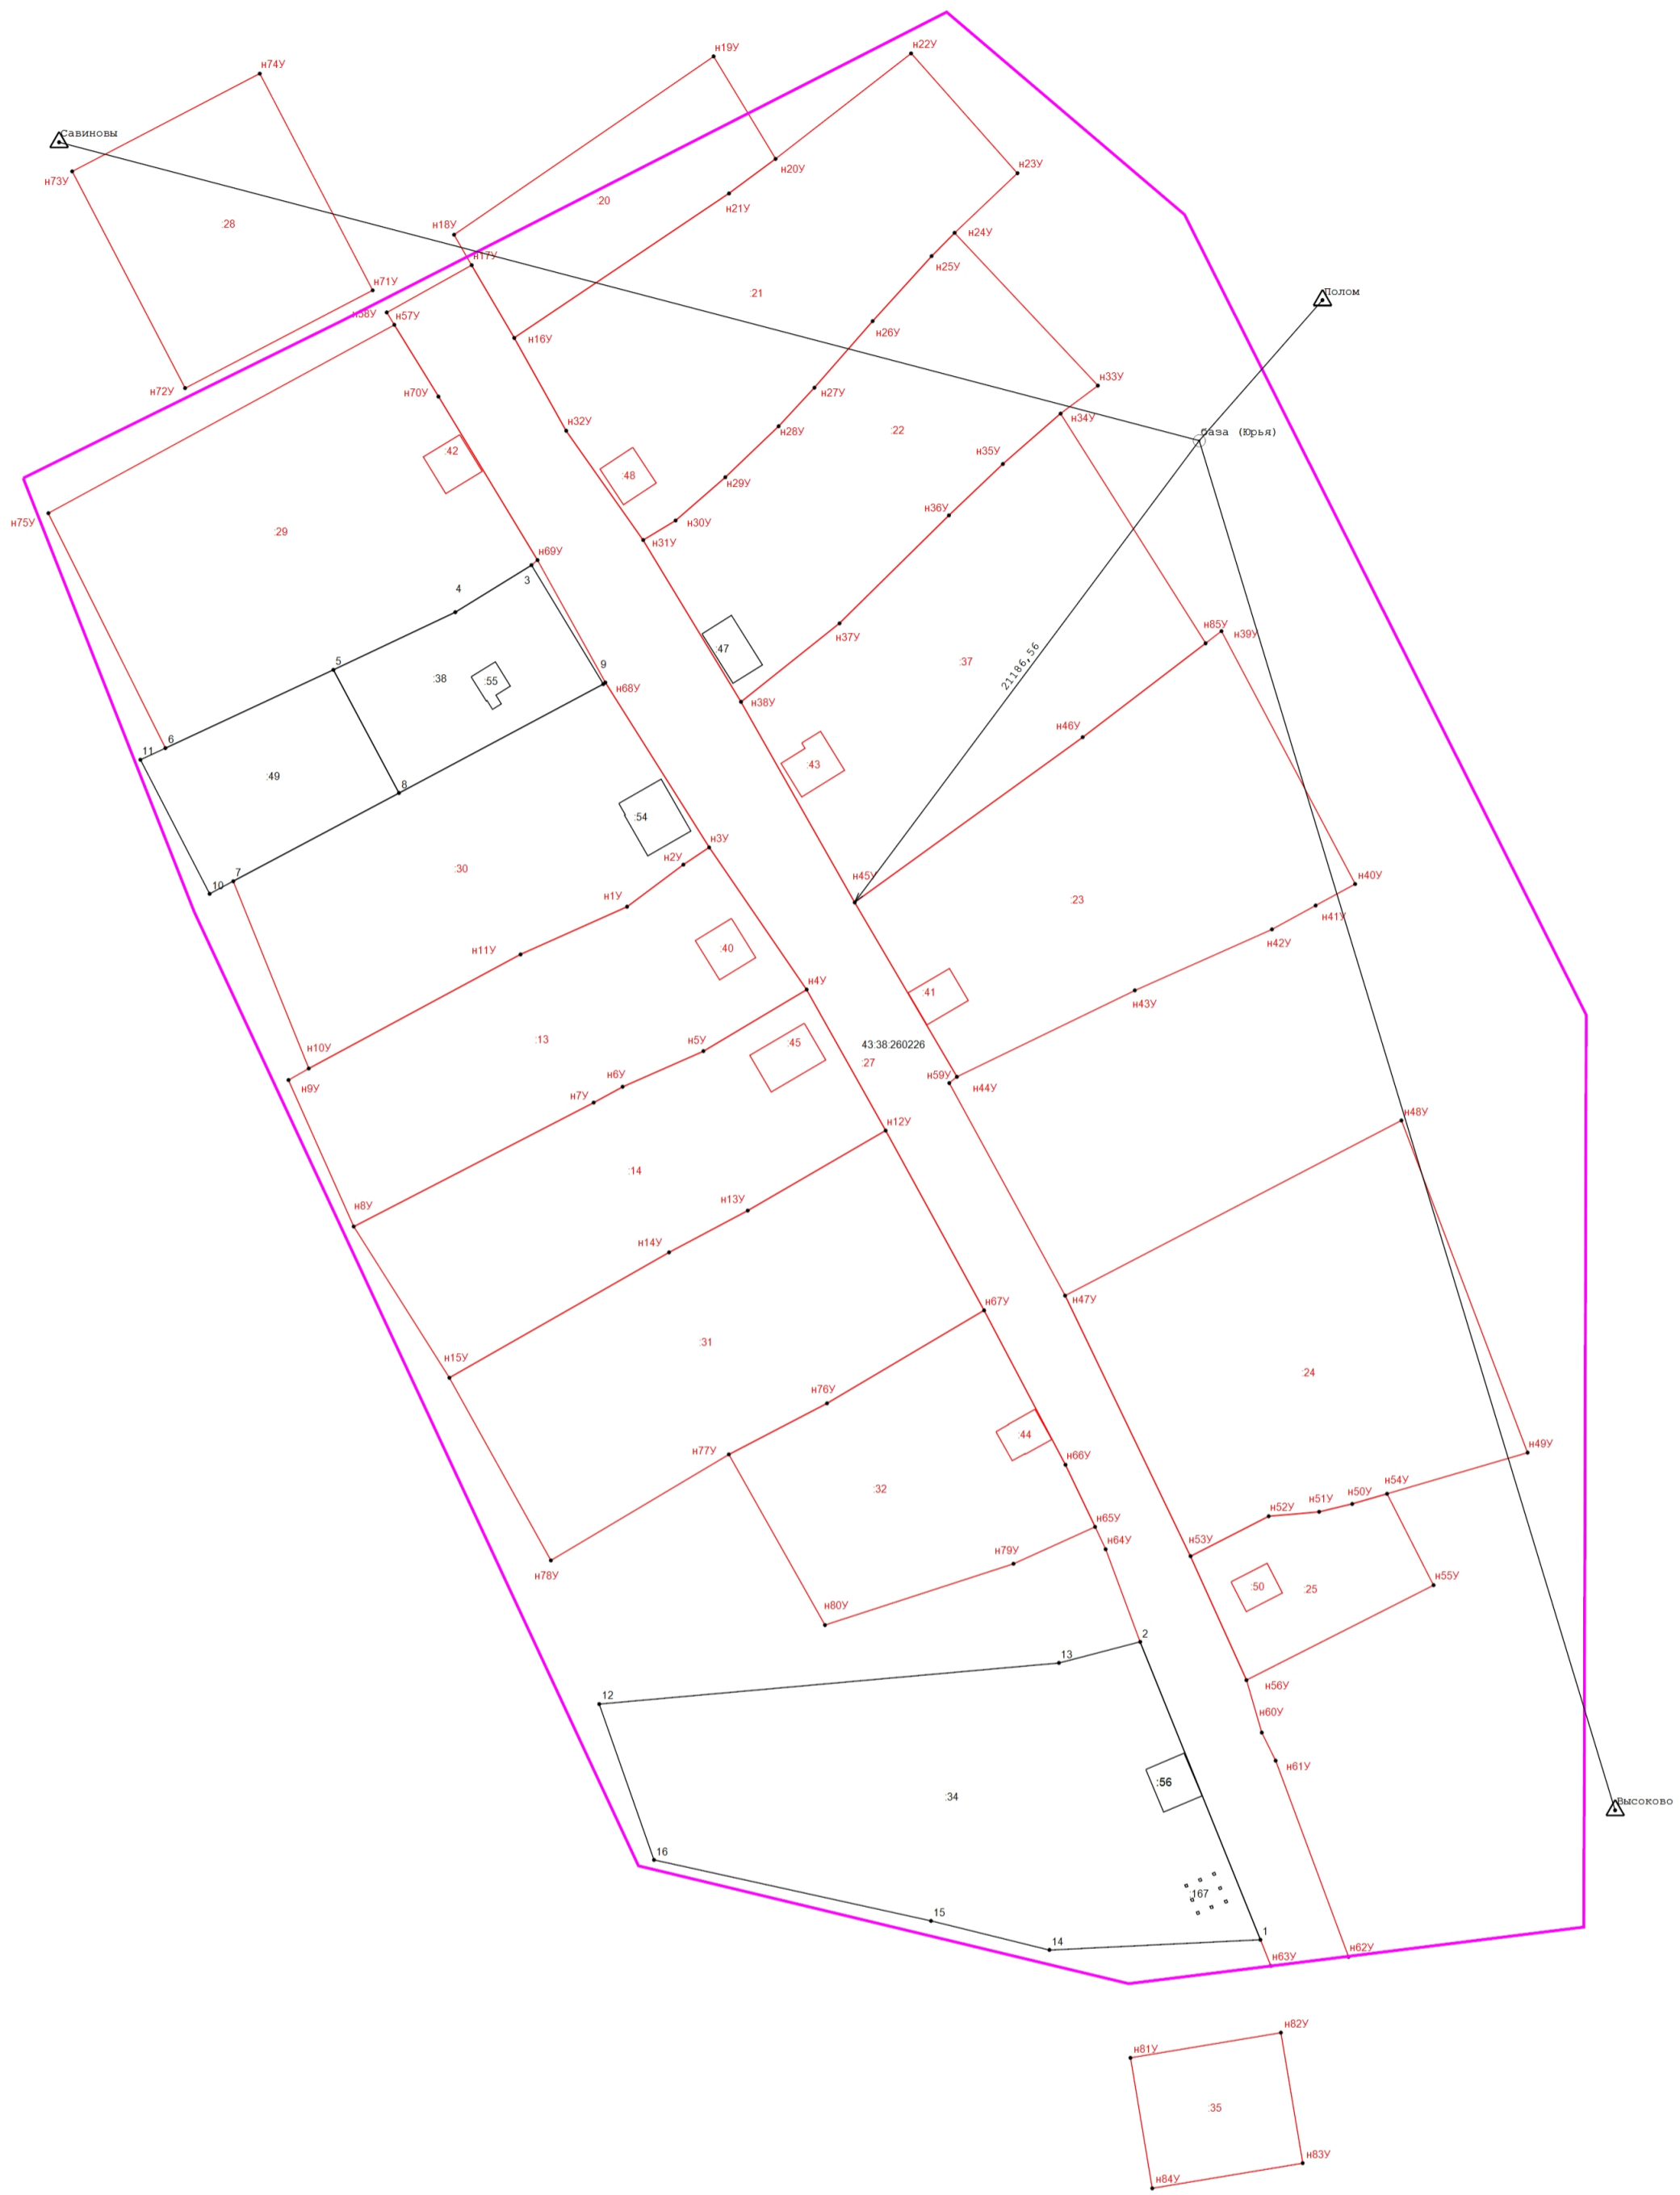 н22У
н19У
н74У
Савиновы
н20У
н23У
н73У
:20
н21У
:28
н18У
н24У
н17У
н25У
н71У
:21
Полом
н58У
н57У
н26У
н16У
н33У
н72У
н70У
н27У
н32У
н34У
:22
н28У
база (Юрья)
:42
н35У
:48
н29У
н36У
н75У
н30У
:29
н31У
н69У
3
4
н85У
н39У
н37У
:47
5
:37
9
21186,56
:38
:55
н68У
н38У
н46У
6
11
:43
:49
8
:54
н3У
н2У
7
:30
н45У
н40У
10
н1У
:23
н41У
н42У
н11У
:40
н4У
:41
н43У
н10У
н5У
:45
43:38:260226
:13
:27
н6У
н59У
н9У
н44У
н7У
н48У
н12У
:14
н13У
н8У
н14У
н67У
н47У
:31
н15У
:24
н76У
:44
н77У
н49У
н66У
:32
н54У
н50У
н51У
н52У
н65У
н53У
н64У
н79У
н78У
н55У
:50
:25
н80У
2
13
н56У
12
н60У
н61У
:56
:34
Высоково
16
:167
15
1
14
н62У
н63У
н82У
н81У
:35
н83У
н84У